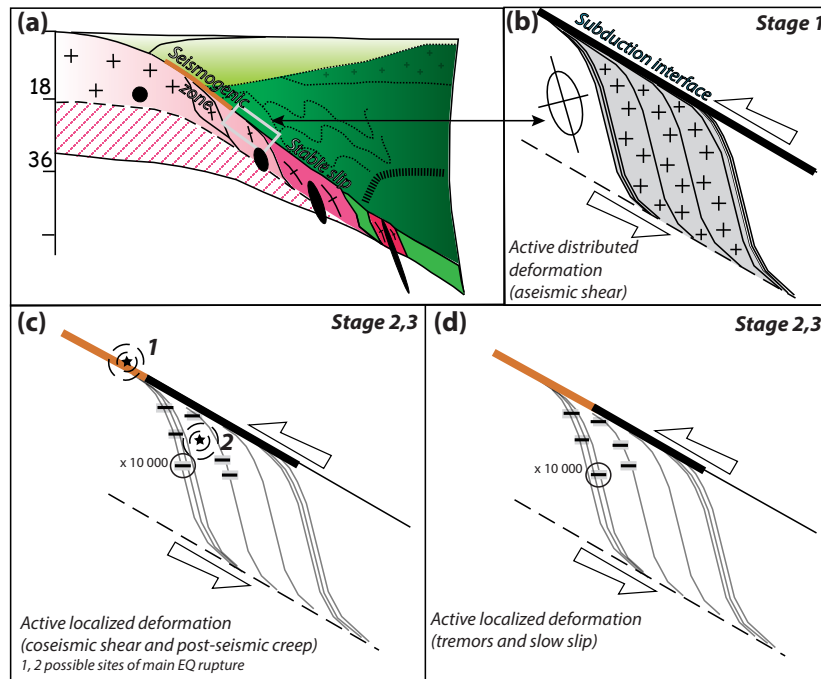 (a)
Seismogenic
zone
18
36
Stable slip
(b)
Stage 1
Subduction interface
Active distributed
deformation
(aseismic shear)
(c)
Stage 2,3
1
2
x 10 000
Active localized deformation
(coseismic shear and post-seismic creep)
1, 2 possible sites of main EQ rupture
(d)
Stage 2,3
x 10 000
Active localized deformation
(tremors and slow slip)